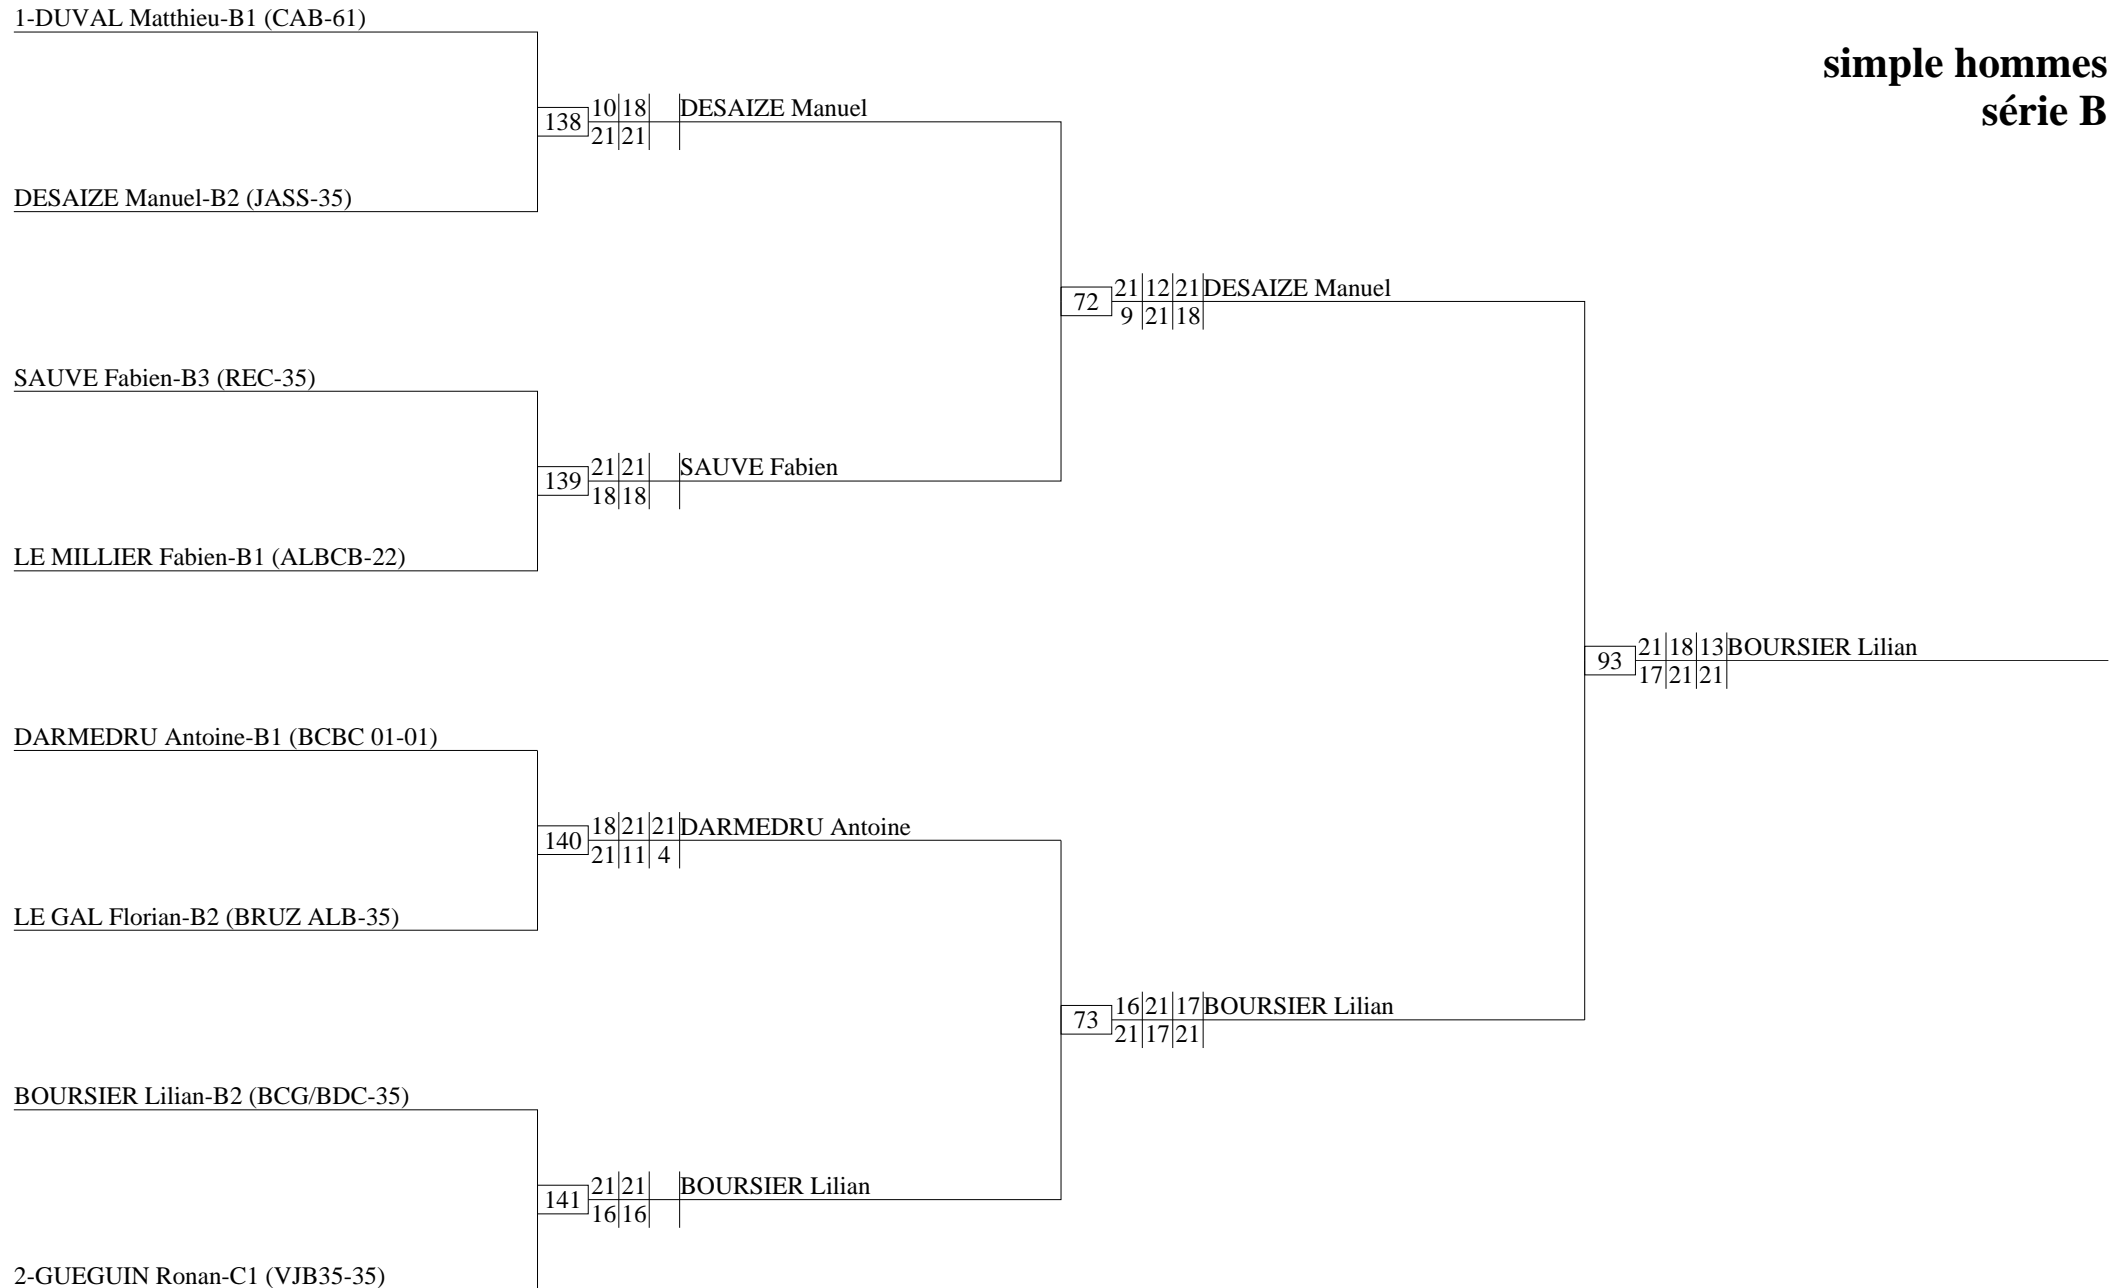 1-DUVAL Matthieu-B1 (CAB-61)
simple hommes
série B
138 10 18 DESAIZE Manuel
21 21
DESAIZE Manuel-B2 (JASS-35)
72 21 12 21 DESAIZE Manuel
9 21 18
SAUVE Fabien-B3 (REC-35)
139 21 21 SAUVE Fabien
18 18
LE MILLIER Fabien-B1 (ALBCB-22)
93 21 18 13 BOURSIER Lilian
17 21 21
DARMEDRU Antoine-B1 (BCBC 01-01)
140 18 21 21 DARMEDRU Antoine
21 11 4
LE GAL Florian-B2 (BRUZ ALB-35)
73 16 21 17 BOURSIER Lilian
21 17 21
BOURSIER Lilian-B2 (BCG/BDC-35)
141 21 21 BOURSIER Lilian
16 16
2-GUEGUIN Ronan-C1 (VJB35-35)